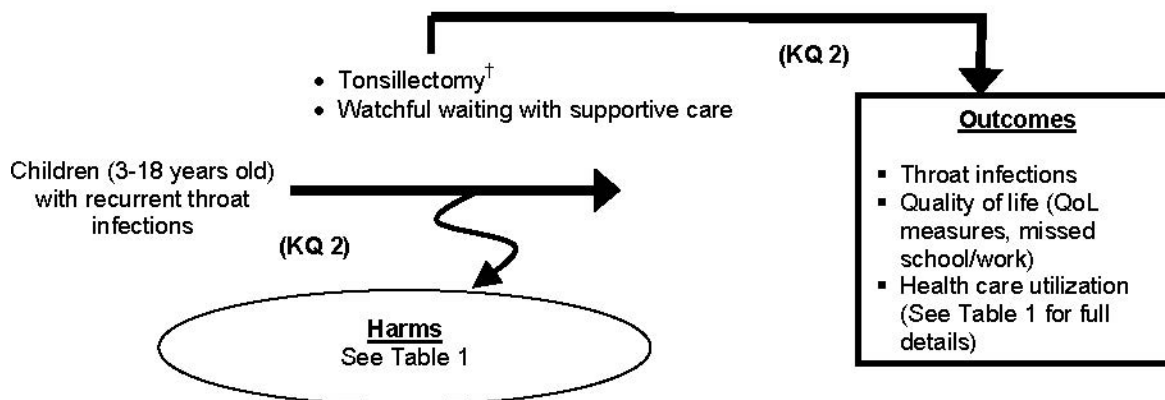 (KQ 2)
• Tonsillectomy†
• Watchful waiting with supportive care
Children (3-18 years old)
with recurrent throat
infections
(KQ 2)
Harms
See Table 1
Outcomes
▪ Throat infections
▪ Quality of life (QoL
measures, missed
school/work)
▪ Health care utilization
(See Table 1 for full
details)